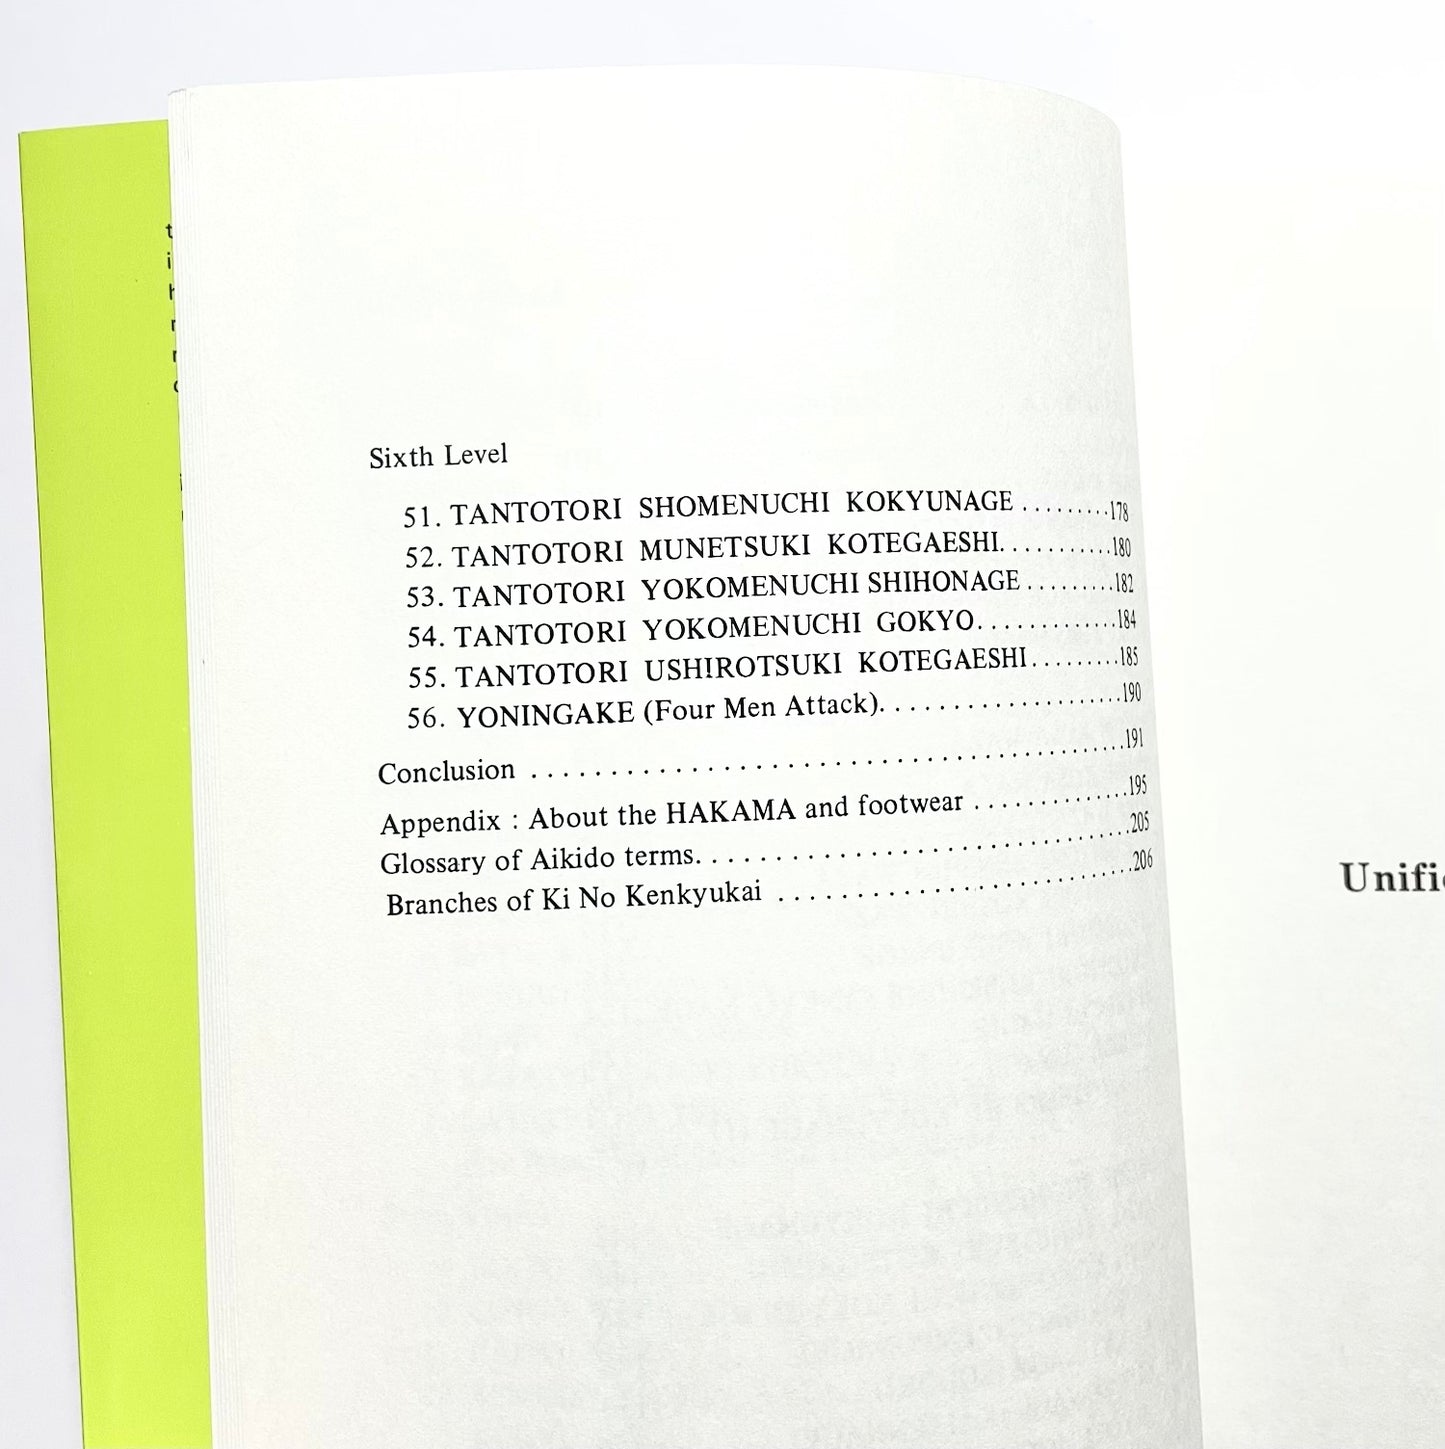 Sixth Level
51. TANTOTORI SHOMENUCHI KOKYUNAGE .........178
52. TANTOTORI MUNETSUKI KOTEGAESHI...........180
53. TANTOTORI YOKOMENUCHI SHIHONAGE .........182
54. TANTOTORI YOKOMENUCHI GOKYO.............184
55. TANTOTORI USHIROTSUKI KOTEGAESHI.........185
56. YONINGAKE (Four Men Attack)...................190
Conclusion ......................................191
Appendix : About the HAKAMA and footwear ..............195
Glossary of Aikido terms............................205
Branches of Ki No Kenkyukai .......................206